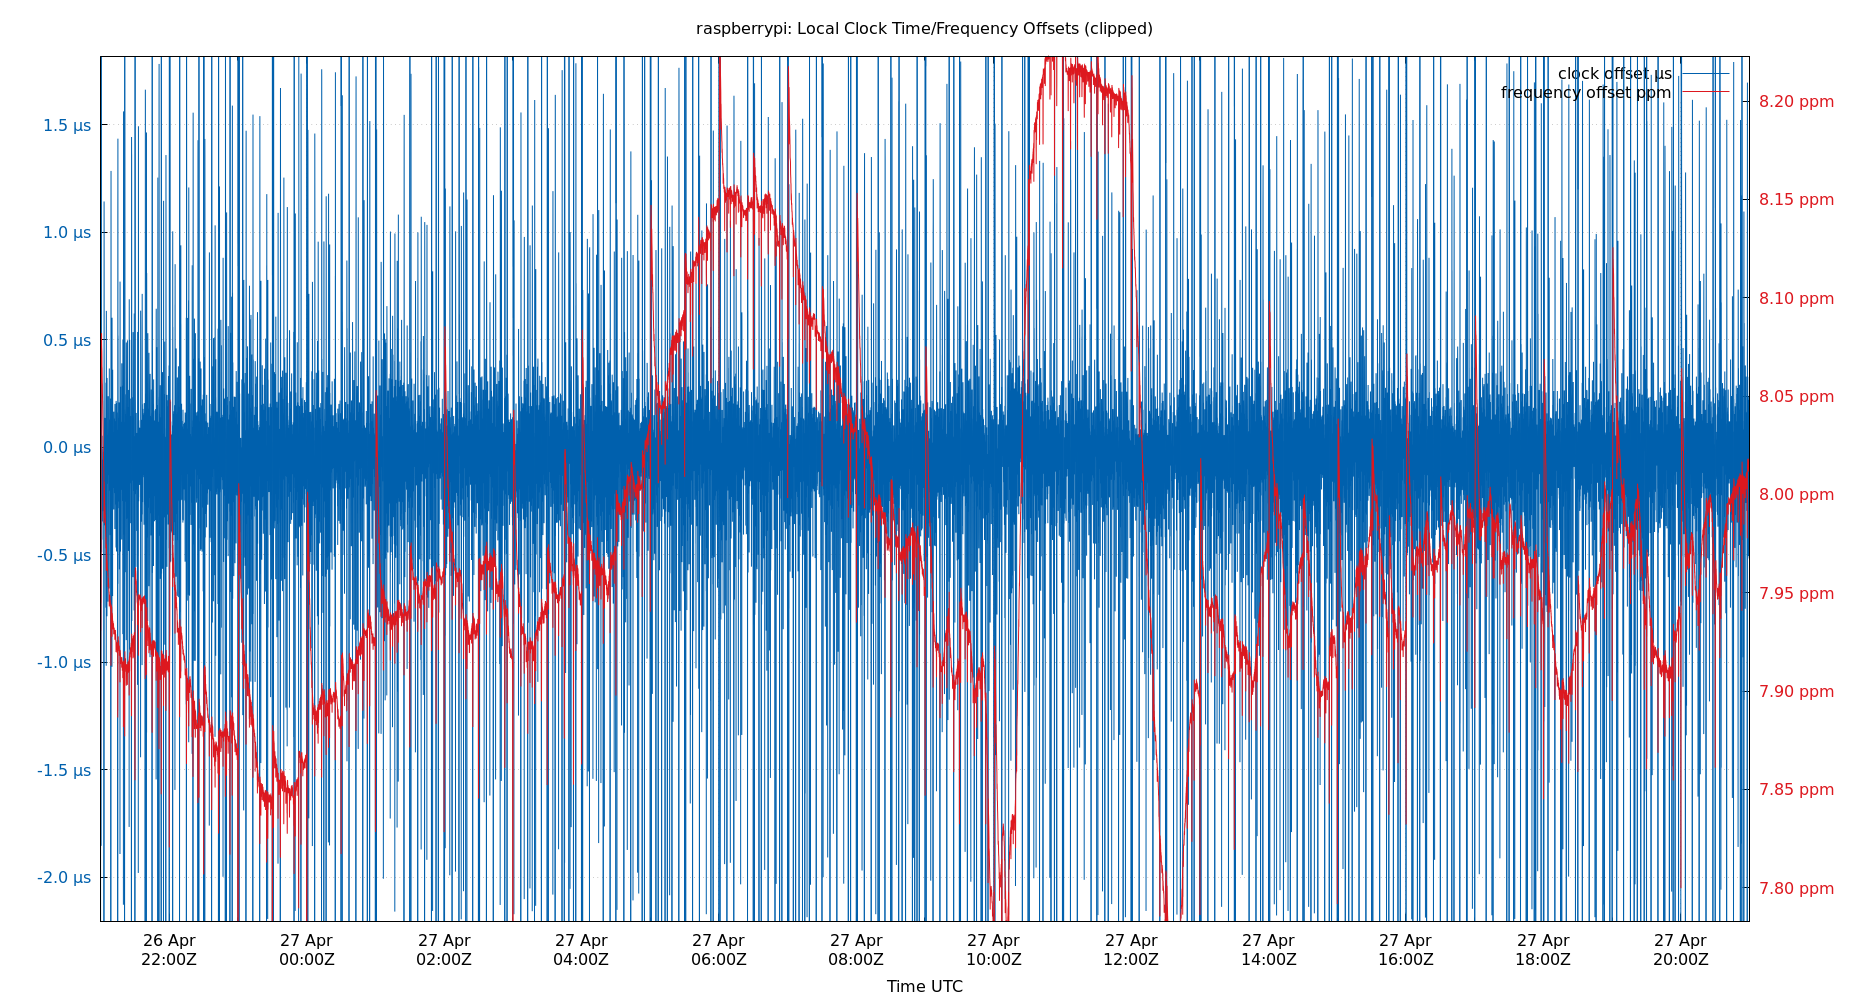 raspberrypi: Local Clock Time/Frequency Offsets (clipped)
clock offset µs
frequency offset ppm
1.5 µs
1.0 µs
0.5 µs
0.0 µs
-0.5 µs
-1.0 µs
-1.5 µs
-2.0 µs
8.20 ppm
8.15 ppm
8.10 ppm
8.05 ppm
8.00 ppm
7.95 ppm
7.90 ppm
7.85 ppm
7.80 ppm
26 Apr 27 Apr 27 Apr 27 Apr 27 Apr 27 Apr 27 Apr 27 Apr 27 Apr 27 Apr 27 Apr 27 Apr
22:00Z 00:00Z 02:00Z 04:00Z 06:00Z 08:00Z 10:00Z 12:00Z 14:00Z 16:00Z 18:00Z 20:00Z
Time UTC